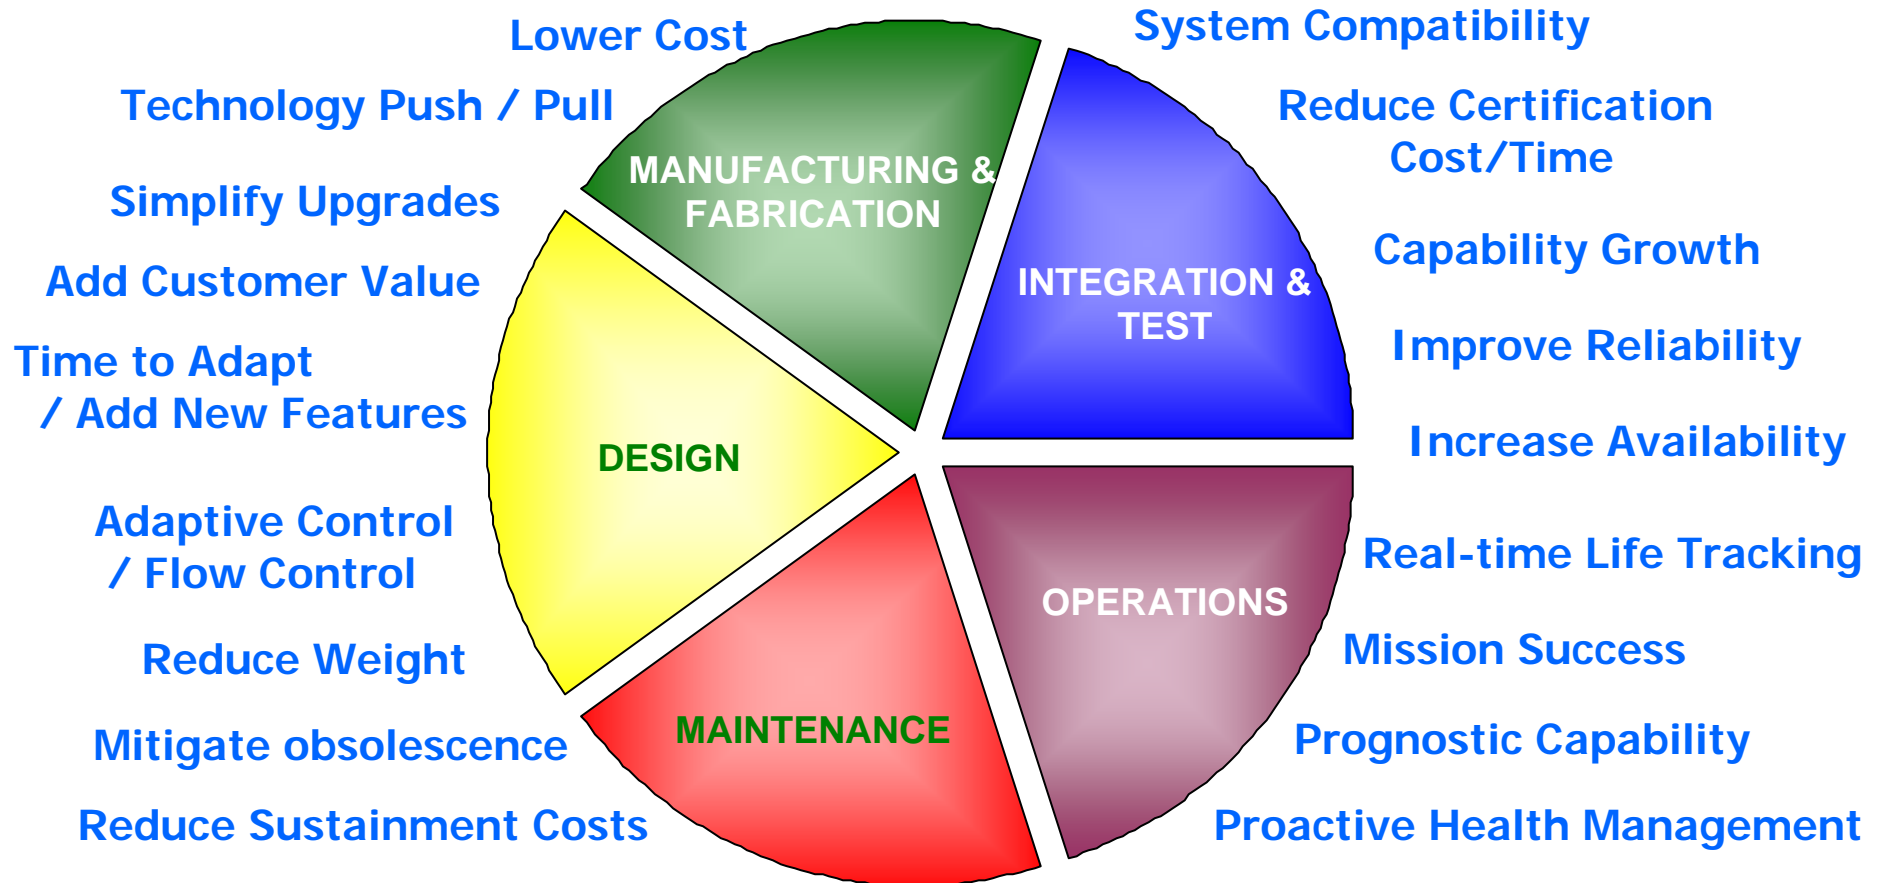 Lower Cost
Technology Push / Pull
Simplify Upgrades
Add Customer Value
Time to Adapt
/ Add New Features
Adaptive Control
/ Flow Control
Reduce Weight
Mitigate obsolescence
Reduce Sustainment Costs
MANUFACTURING &
FABRICATION
DESIGN
MAINTENANCE
INTEGRATION &
TEST
OPERATIONS
System Compatibility
Reduce Certification
Cost/Time
Capability Growth
Improve Reliability
Increase Availability
Real-time Life Tracking
Mission Success
Prognostic Capability
Proactive Health Management